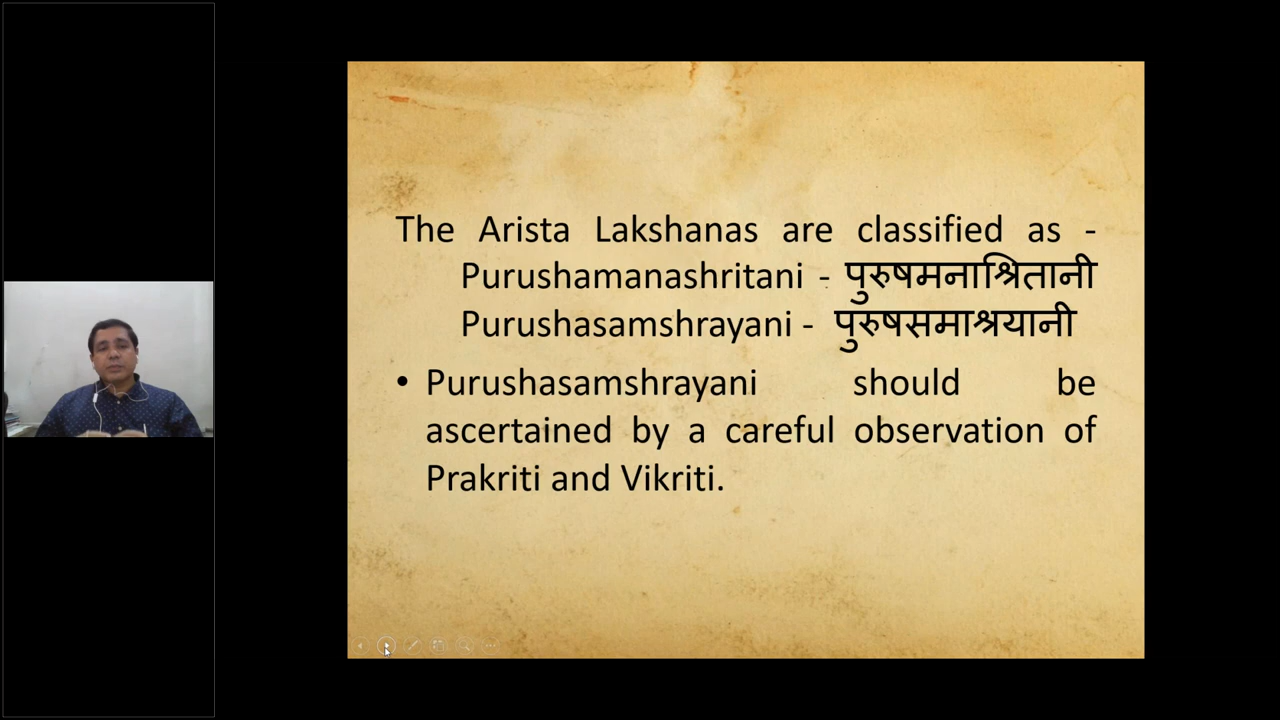 The Arista Lakshanas are classified as -
Purushamanashritani - पुरुषमनाश्रितानी
Purushasamshrayani - पुरुषसमाश्रयानी
• Purushasamshrayani should be
ascertained by a careful observation of
Prakriti and Vikriti.